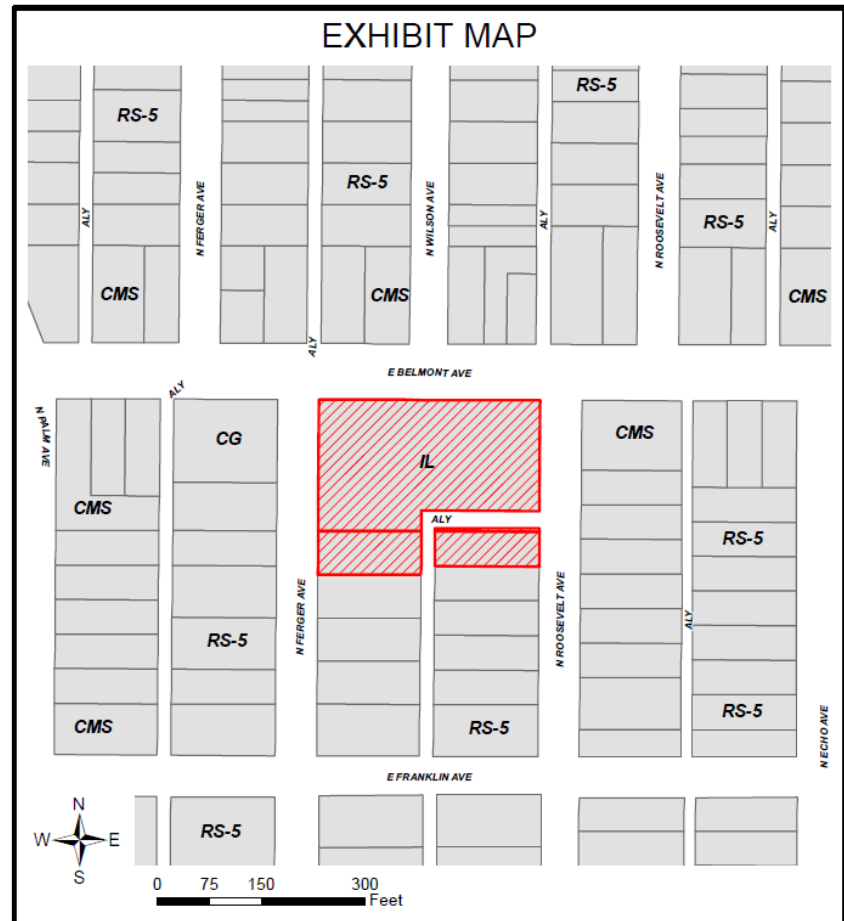 EXHIBIT MAP
RS-5
RS-5
RS-5
RS-5
ALY
N FERGER AVE
N WILSON AVE
ALY
N ROOSEVELT AVE
ALY
CMS
CMS
CMS
ALY
E BELMONT AVE
ALY
N PALM AVE
CG
IL
CMS
CMS
ALY
RS-5
N FERGER AVE
N ROOSEVELT AVE
ALY
RS-5
RS-5
CMS
RS-5
N ECHO AVE
E FRANKLIN AVE
N
W E
S
RS-5
0 75 150 300
Feet